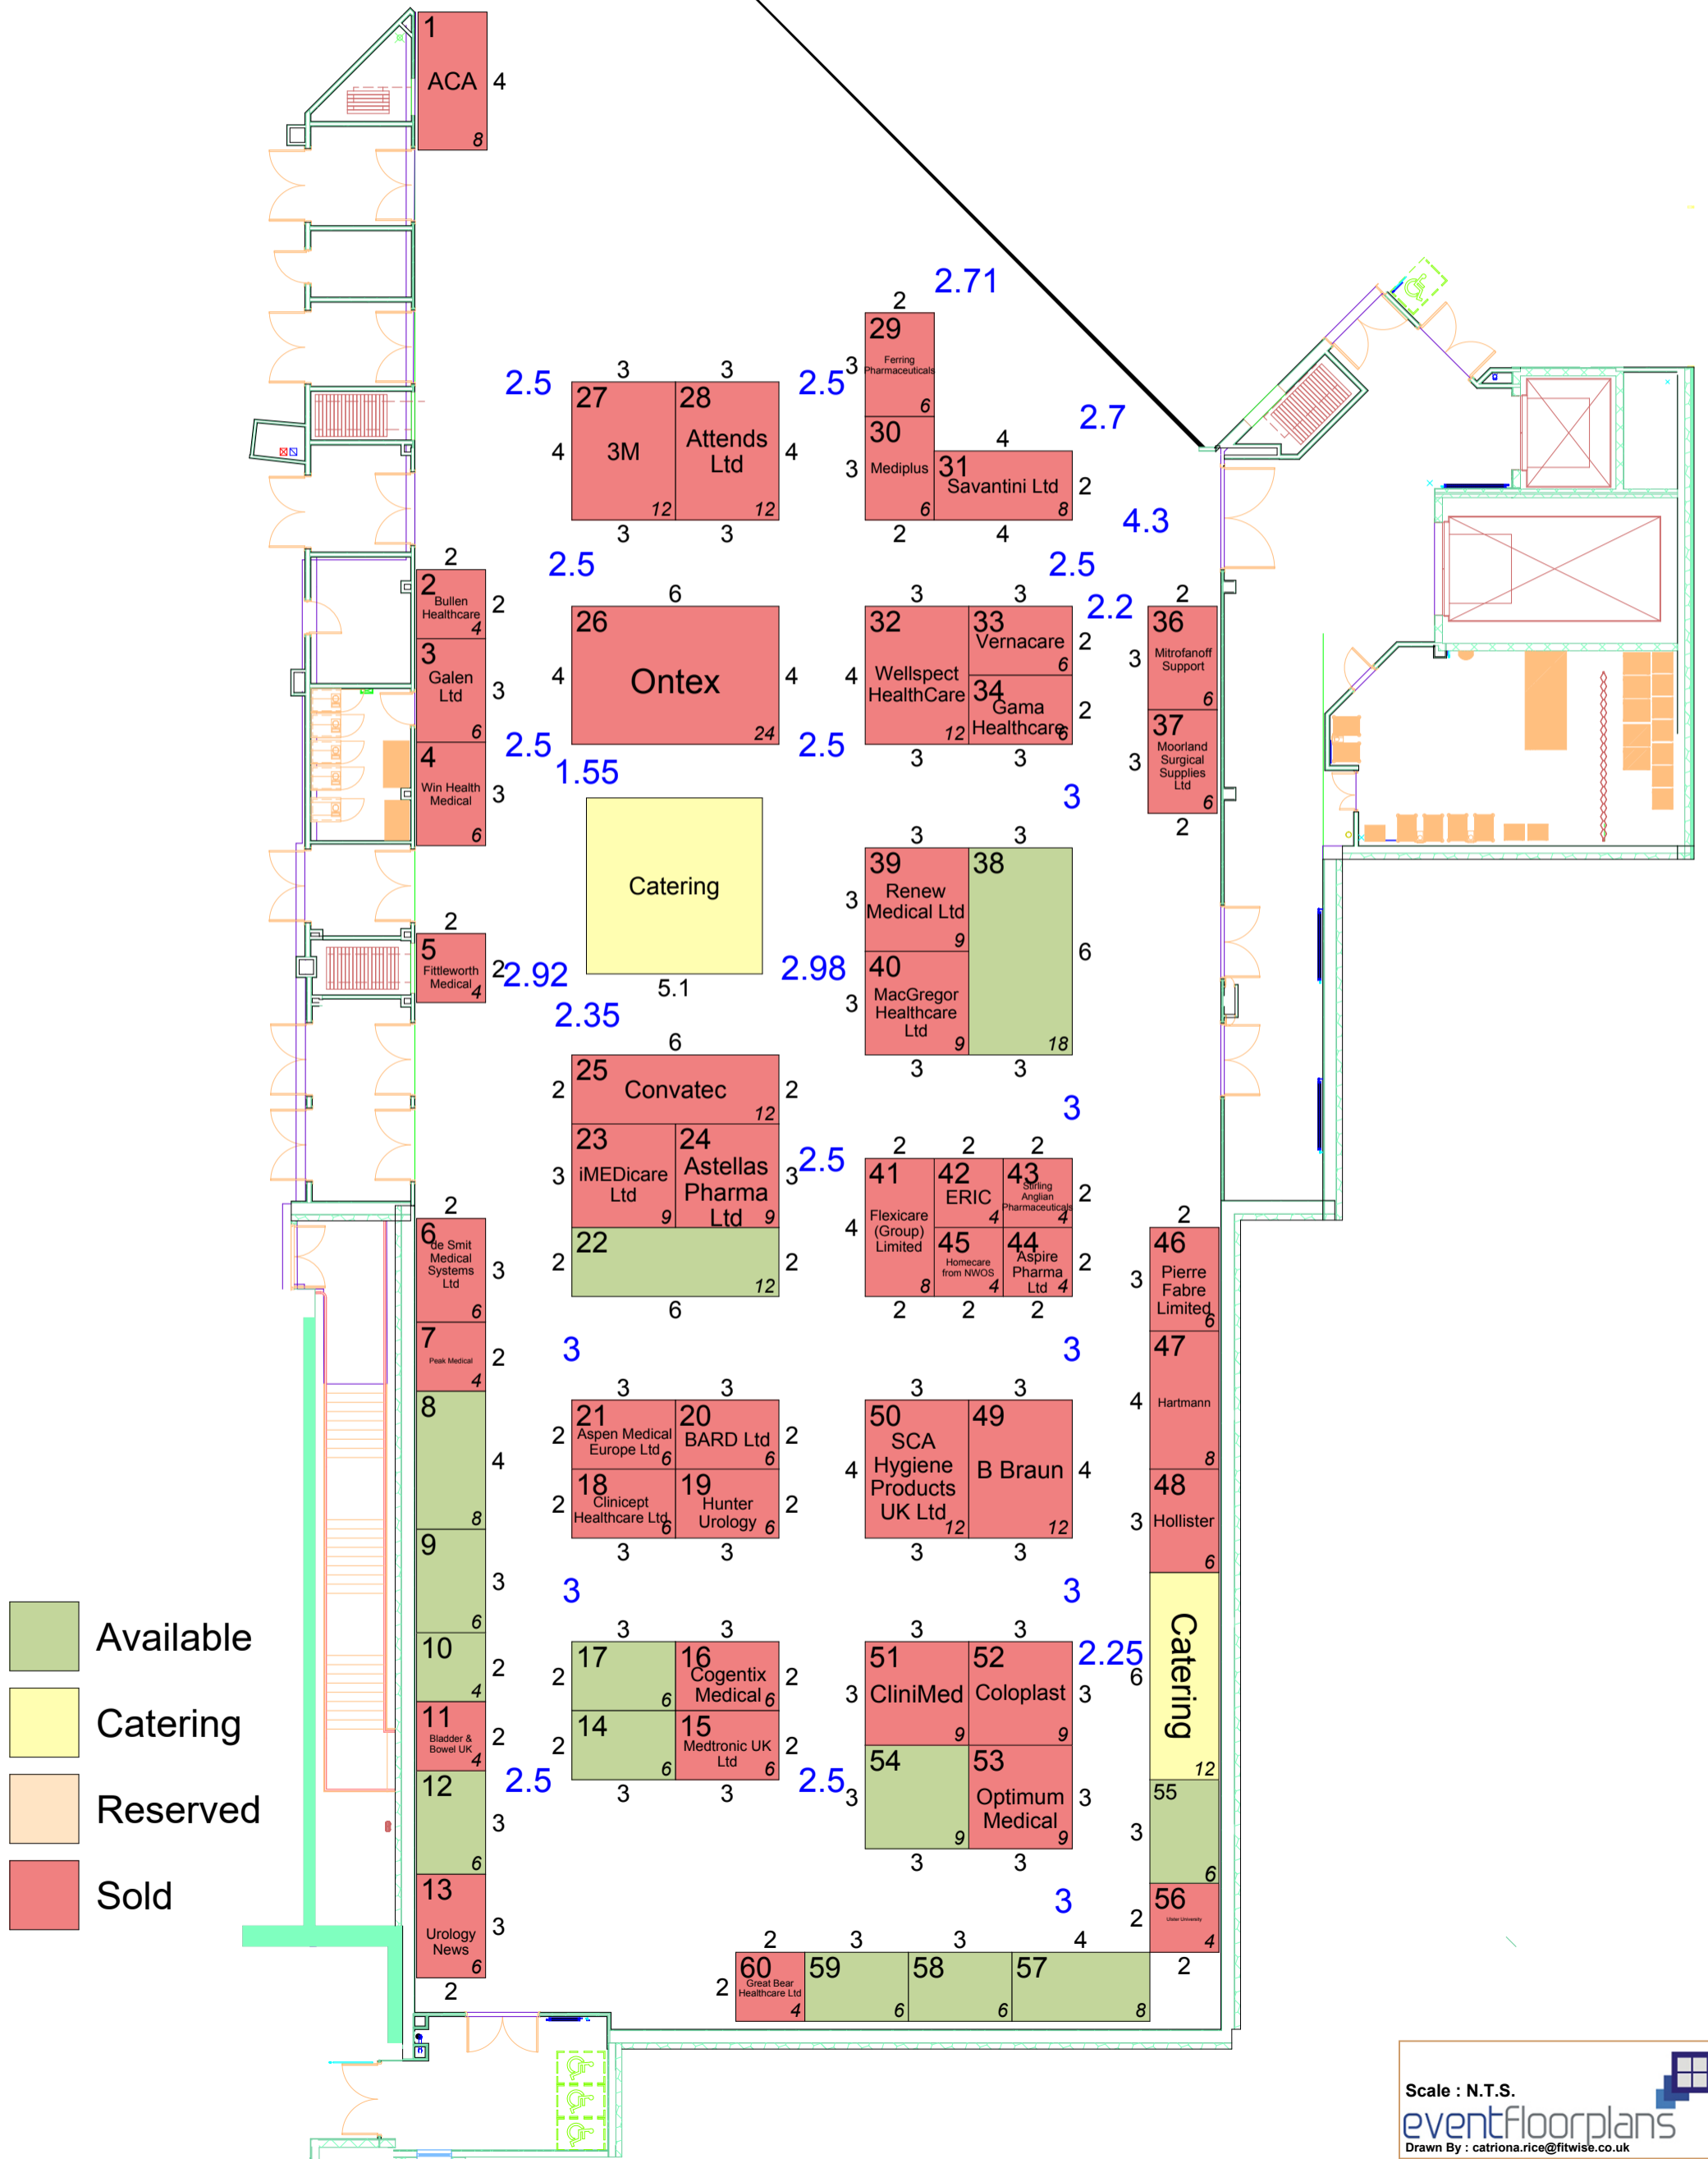 1
ACA
4
8
2.71
2
29
Ferring
Pharmaceuticals
3
6
2.5
3
3
2.5
27
3M
4
12
28
Attends
Ltd
4
12
3
3
2.7
30
Mediplus
3
6
2
4
31
Savantini Ltd
2
8
4
4.3
2.5
2.5
2
2
Bullen
Healthcare
2
4
3
Galen
Ltd
3
6
4
Win Health
Medical
3
6
6
26
Ontex
4
4
24
2.5
2.5
1.55
3
3
2.2
32
Wellspect
HealthCare
4
12
33
Vernacare
2
6
34
Gama
Healthcare
2
6
3
3
2
36
Mitrofanoff
Support
3
6
37
Moorland
Surgical
Supplies
Ltd
3
6
2
3
Catering
5.1
2.98
2.92
2.35
2
5
Fittleworth
Medical
2
4
3
3
39
Renew
Medical Ltd
3
9
38
6
18
40
MacGregor
Healthcare
Ltd
3
9
3
3
3
6
25
Convatec
2
2
12
23
iMEDicare
Ltd
3
9
24
Astellas
Pharma
Ltd
3
9
22
2
2
12
6
2.5
2
2
2
41
Flexicare
(Group)
Limited
4
8
42
ERIC
4
43
Stirling
Anglian
Pharmaceuticals
2
4
45
Homecare
from NWOS
4
44
Aspire
Pharma
Ltd
2
4
2
2
2
2
6
de Smit
Medical
Systems
Ltd
3
6
7
Peak Medical
2
4
8
4
8
9
3
6
10
2
4
11
Bladder &
Bowel UK
2
4
12
3
6
13
Urology
News
3
6
2
3
3
2
46
Pierre
Fabre
Limited
3
6
47
Hartmann
4
8
48
Hollister
3
6
Catering
6
12
55
3
6
56
Ulster University
2
4
2
3
3
21
Aspen Medical
Europe Ltd
2
6
20
BARD Ltd
2
6
18
Clinicept
Healthcare Ltd
2
6
19
Hunter
Urology
2
6
3
3
3
3
50
SCA
Hygiene
Products
UK Ltd
4
12
49
B Braun
4
12
3
3
3
3
3
3
17
2
6
16
Cogentix
Medical
2
6
14
2
6
15
Medtronic UK
Ltd
2
6
3
3
2.5
2.5
3
3
2.25
51
CliniMed
3
9
52
Coloplast
3
9
54
3
9
53
Optimum
Medical
3
9
3
3
3
2
3
3
4
60
Great Bear
Healthcare Ltd
2
4
59
6
58
6
57
8
Available
Catering
Reserved
Sold
Scale : N.T.S.
eventfloorplans
Drawn By : catriona.rice@fitwise.co.uk